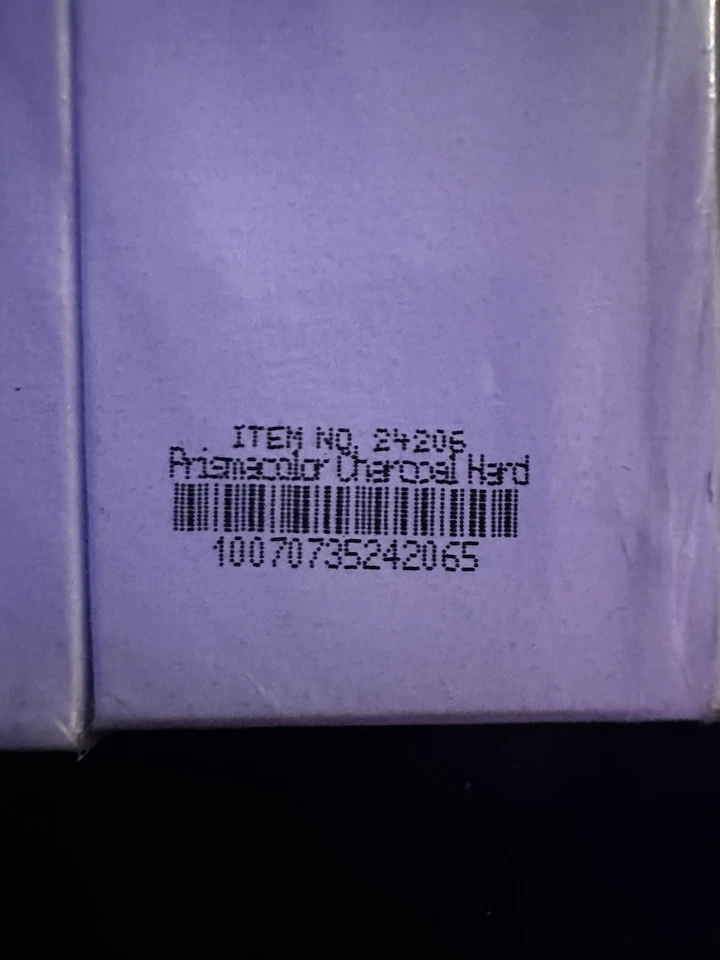 ITEM NO. 24206
Prismacolor Charcoal Hard
10070735242065